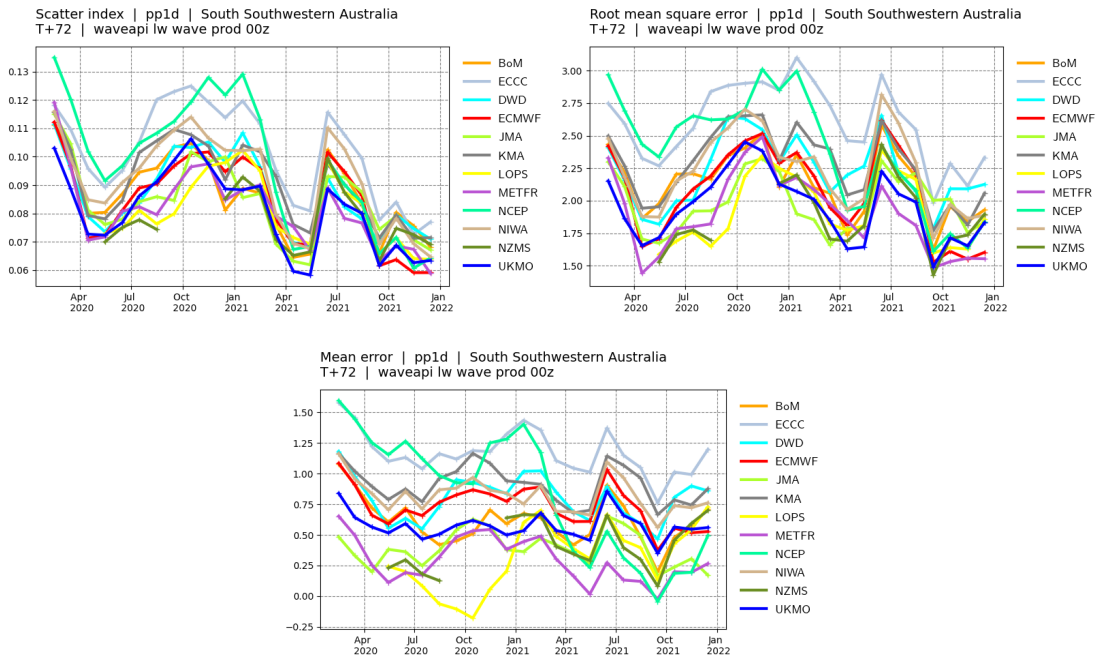 Scatter index | pp1d | South Southwestern Australia
T+72 | waveapi lw wave prod 00z
0.13
0.12
0.11
0.10
0.09
0.08
0.07
0.06
Apr 2020
Jul 2020
Oct 2020
Jan 2021
Apr 2021
Jul 2021
Oct 2021
Jan 2022
BoM
ECCC
DWD
ECMWF
JMA
KMA
LOPS
METFR
NCEP
NIWA
NZMS
UKMO
Root mean square error | pp1d | South Southwestern Australia
T+72 | waveapi lw wave prod 00z
3.00
2.75
2.50
2.25
2.00
1.75
1.50
Apr 2020
Jul 2020
Oct 2020
Jan 2021
Apr 2021
Jul 2021
Oct 2021
Jan 2022
BoM
ECCC
DWD
ECMWF
JMA
KMA
LOPS
METFR
NCEP
NIWA
NZMS
UKMO
Mean error | pp1d | South Southwestern Australia
T+72 | waveapi lw wave prod 00z
1.50
1.25
1.00
0.75
0.50
0.25
0.00
−0.25
Apr 2020
Jul 2020
Oct 2020
Jan 2021
Apr 2021
Jul 2021
Oct 2021
Jan 2022
BoM
ECCC
DWD
ECMWF
JMA
KMA
LOPS
METFR
NCEP
NIWA
NZMS
UKMO